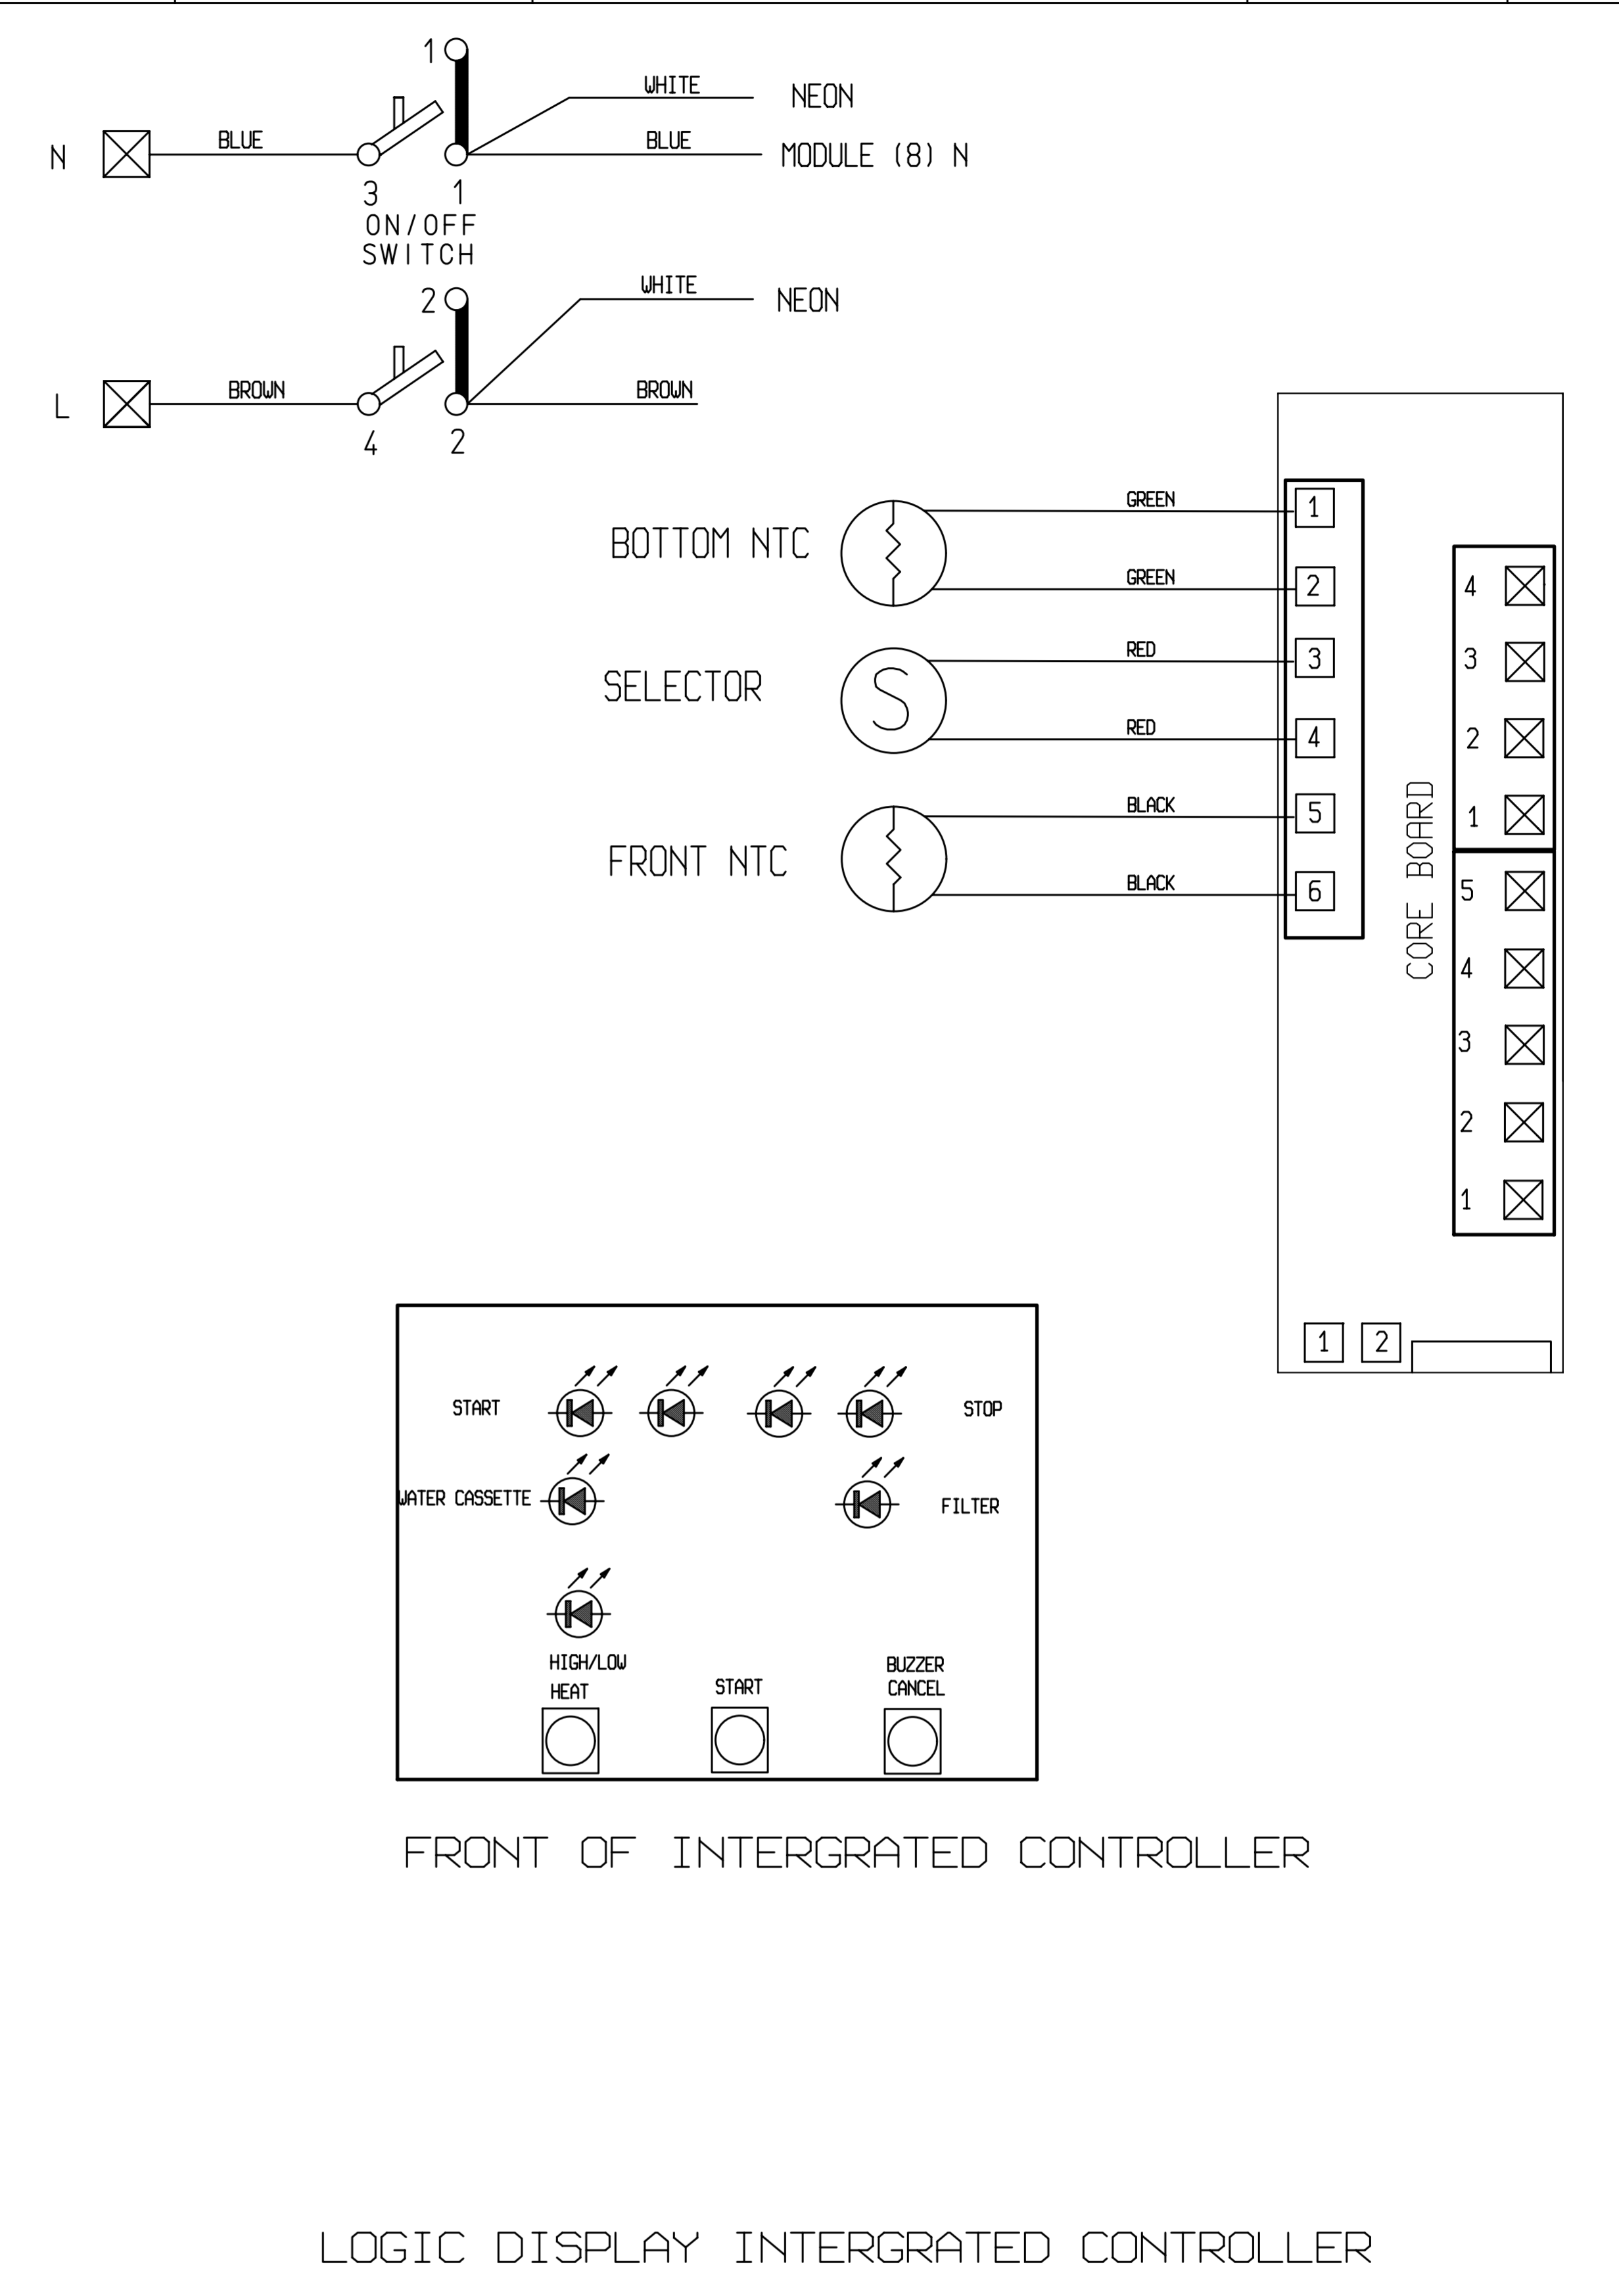 1
WHITE
NEON
N
BLUE
BLUE
MODULE (8) N
3
1
ON/OFF
SWITCH
2
WHITE
NEON
L
BROWN
BROWN
4
2
BOTTOM NTC
GREEN
1
GREEN
2
SELECTOR
RED
3
RED
4
FRONT NTC
BLACK
5
BLACK
6
CORE BOARD
4
3
2
1
5
4
3
2
1
1
2
START
STOP
WATER CASSETTE
FILTER
HIGH/LOW
HEAT
START
BUZZER
CANCEL
FRONT OF INTERGRATED CONTROLLER
LOGIC DISPLAY INTERGRATED CONTROLLER